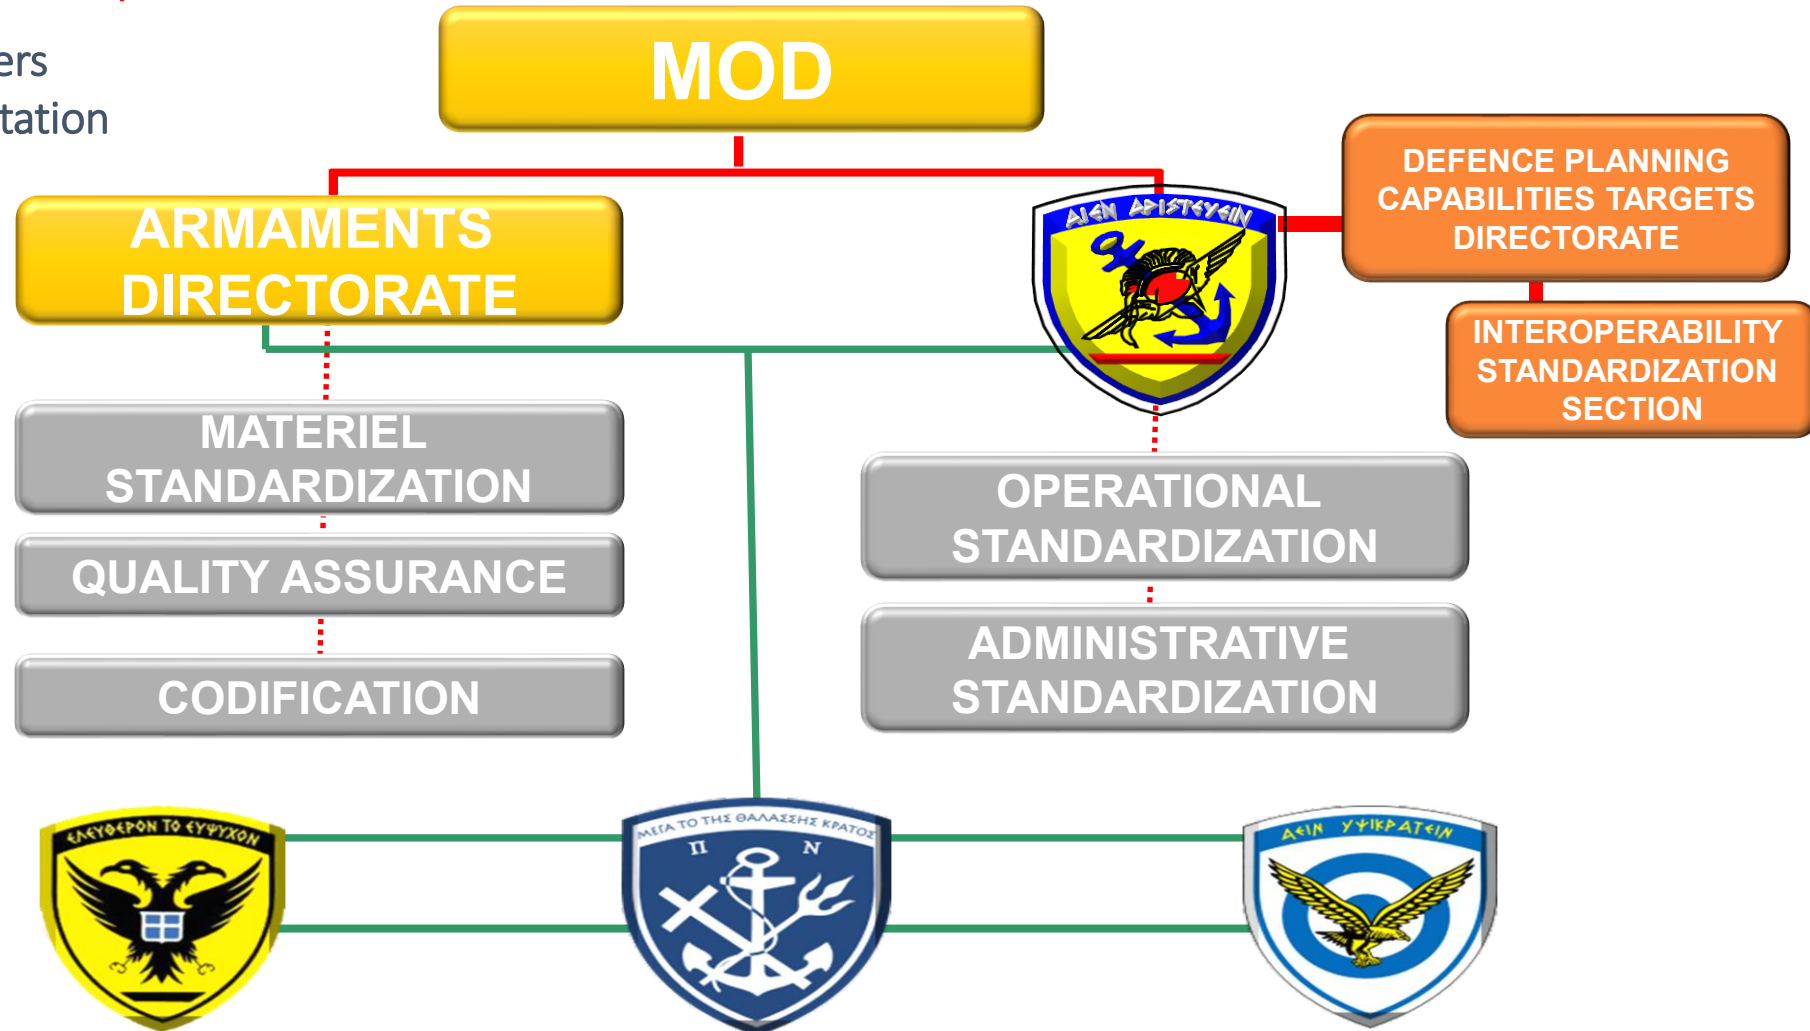 ers
tation
MOD
ARMAMENTS
DIRECTORATE
ΑΙΕΝ ΑΡΙΣΤΕΥΕΙΝ
DEFENCE PLANNING
CAPABILITIES TARGETS
DIRECTORATE
INTEROPERABILITY
STANDARDIZATION
SECTION
MATERIEL
STANDARDIZATION
QUALITY ASSURANCE
CODIFICATION
OPERATIONAL
STANDARDIZATION
ADMINISTRATIVE
STANDARDIZATION
ΕΛΕΥΘΕΡΟΝ ΤΟ ΕΥΨΥΧΟΝ
ΜΕΓΑ ΤΟ ΤΗΣ ΘΑΛΑΣΣΗΣ ΚΡΑΤΟΣ
Π Ν
ΑΕΙΝ ΥΨΙΚΡΑΤΕΙΝ